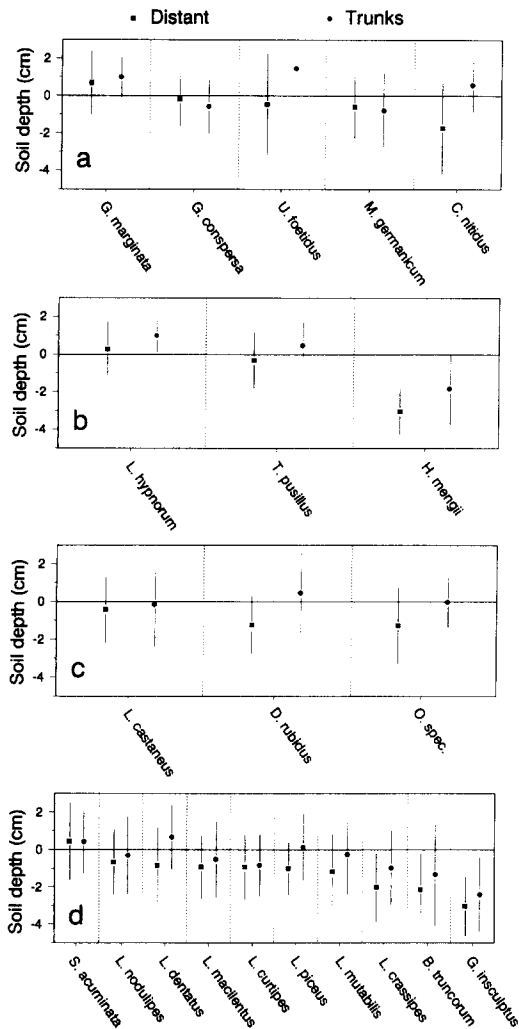 Distant Trunks
Soil depth (cm)
2
0
-2
-4
a
G. marginata
G. conspersa
U. foetidus
M. germanicum
C. nitidus
Soil depth (cm)
2
0
-2
-4
b
L. hypnorum
T. pusillus
H. mengii
Soil depth (cm)
2
0
-2
-4
c
L. castaneus
D. rubidus
O. spec.
Soil depth (cm)
2
0
-2
-4
d
S. acuminata
L. nodulipes
L. dentatus
L. macilentus
L. curtipes
L. piceus
L. mutabilis
L. crassipes
B. truncorum
G. insculptus